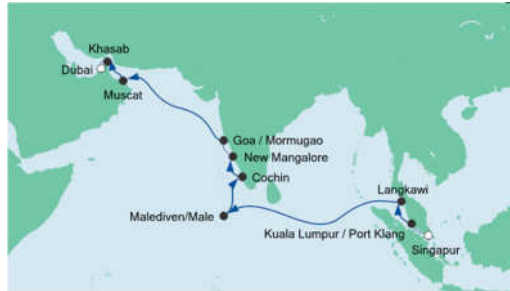 Khasab
Dubai
Muscat
Goa / Mormugao
New Mangalore
Cochin
Langkawi
Malediven/Male
Kuala Lumpur / Port Klang
Singapur